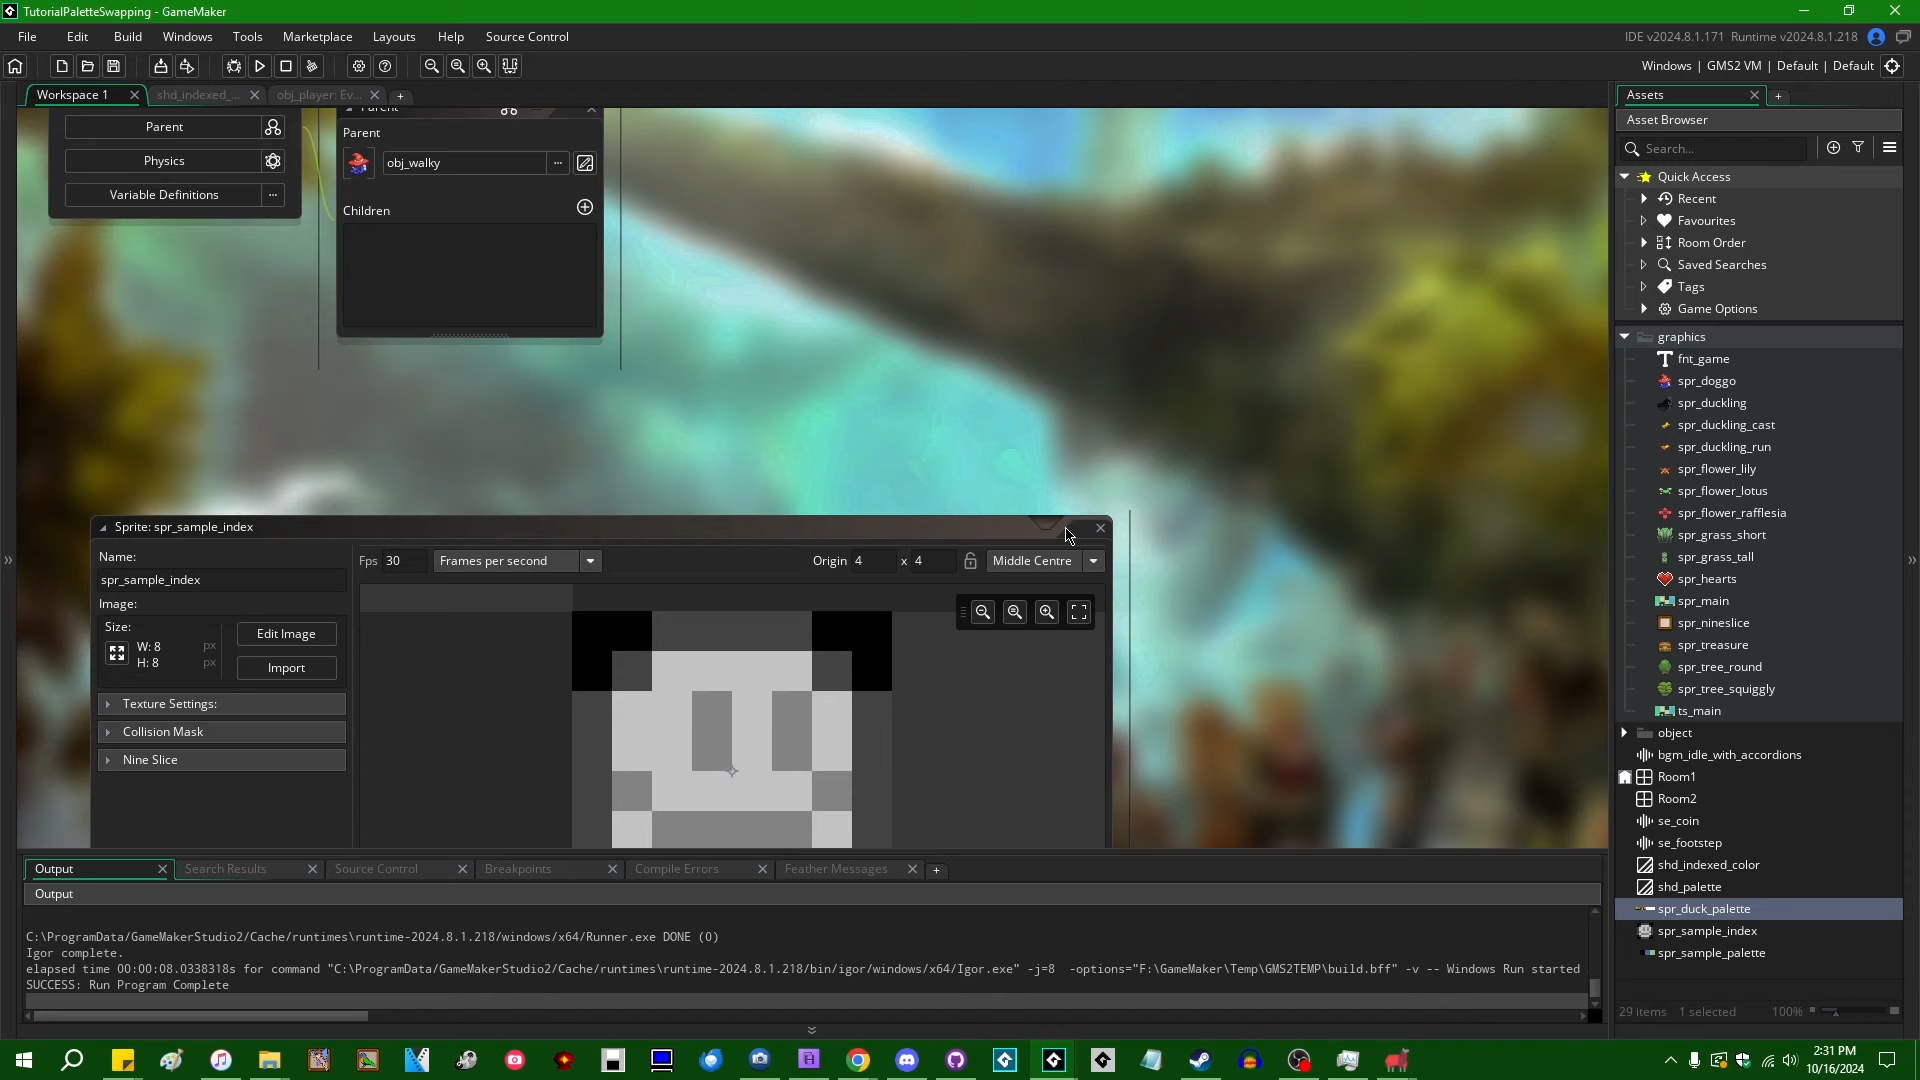 TutorialPaletteSwapping - GameMaker
File Edit Build Windows Tools Marketplace Layouts Help Source Control
IDE v2024.8.1.171 Runtime v2024.8.1.218
Windows | GMS2 VM | Default | Default
Workspace 1
shd_indexed_...
obj_player: Ev...
Parent
Physics
Variable Definitions
Parent
Parent
obj_walky
Children
Sprite: spr_sample_index
Name:
spr_sample_index
Image:
Size:
W: 8 px
H: 8 px
Edit Image
Import
Texture Settings:
Collision Mask
Nine Slice
Fps 30 Frames per second
Origin 4 x 4 Middle Centre
Output
Search Results
Source Control
Breakpoints
Compile Errors
Feather Messages
Output
C:\ProgramData/GameMakerStudio2/Cache/runtimes\runtime-2024.8.1.218/windows/x64/Runner.exe DONE (0)
Igor complete.
elapsed time 00:00:08.0338318s for command "C:\ProgramData/GameMakerStudio2/Cache/runtimes\runtime-2024.8.1.218/bin/igor/windows/x64/Igor.exe" -j=8 -options="F:\GameMaker\Temp\GMS2TEMP\build.bff" -v -- Windows Run started
SUCCESS: Run Program Complete
Assets
Asset Browser
Search...
Quick Access
Recent
Favourites
Room Order
Saved Searches
Tags
Game Options
graphics
fnt_game
spr_doggo
spr_duckling
spr_duckling_cast
spr_duckling_run
spr_flower_lily
spr_flower_lotus
spr_flower_rafflesia
spr_grass_short
spr_grass_tall
spr_hearts
spr_main
spr_nineslice
spr_treasure
spr_tree_round
spr_tree_squiggly
ts_main
object
bgm_idle_with_accordions
Room1
Room2
se_coin
se_footstep
shd_indexed_color
shd_palette
spr_duck_palette
spr_sample_index
spr_sample_palette
29 items 1 selected 100%
2:31 PM
10/16/2024